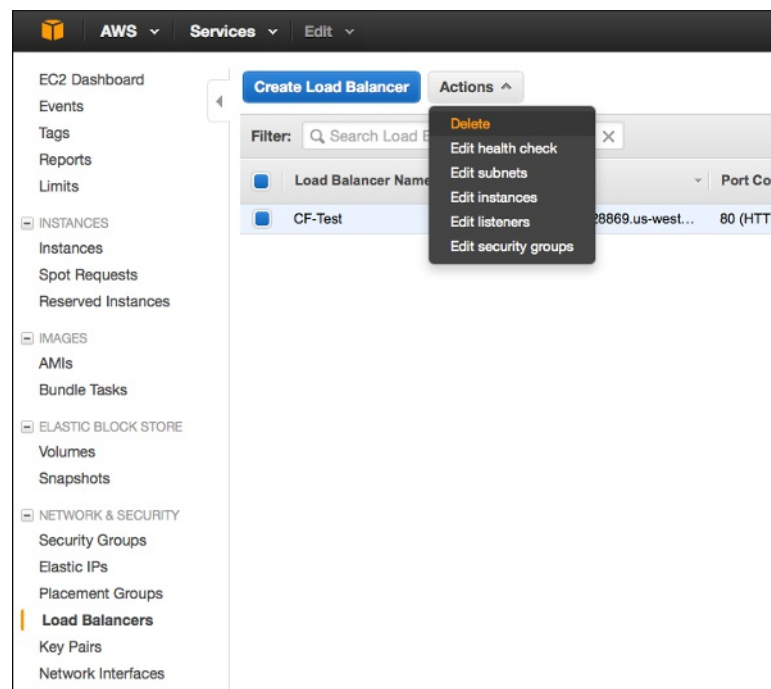 AWS Services Edit
EC2 Dashboard
Events
Tags
Reports
Limits
INSTANCES
Instances
Spot Requests
Reserved Instances
IMAGES
AMIs
Bundle Tasks
ELASTIC BLOCK STORE
Volumes
Snapshots
NETWORK & SECURITY
Security Groups
Elastic IPs
Placement Groups
Load Balancers
Key Pairs
Network Interfaces
Create Load Balancer Actions
Filter: Search Load
Delete
Edit health check
Edit subnets
Edit instances
Edit listeners
Edit security groups
Load Balancer Name Port Co
CF-Test 28869.us-west... 80 (HTT